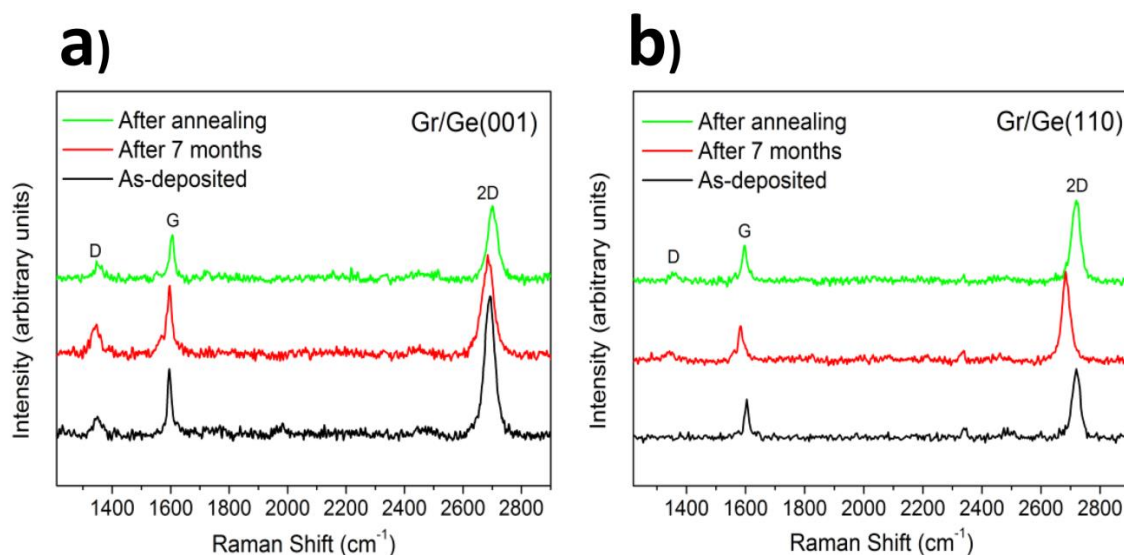 a)
After annealing
After 7 months
As-deposited
Gr/Ge(001)
D
G
2D
Intensity (arbitrary units)
1400 1600 1800 2000 2200 2400 2600 2800
Raman Shift (cm⁻¹)
b)
After annealing
After 7 months
As-deposited
Gr/Ge(110)
D
G
2D
Intensity (arbitrary units)
1400 1600 1800 2000 2200 2400 2600 2800
Raman Shift (cm⁻¹)